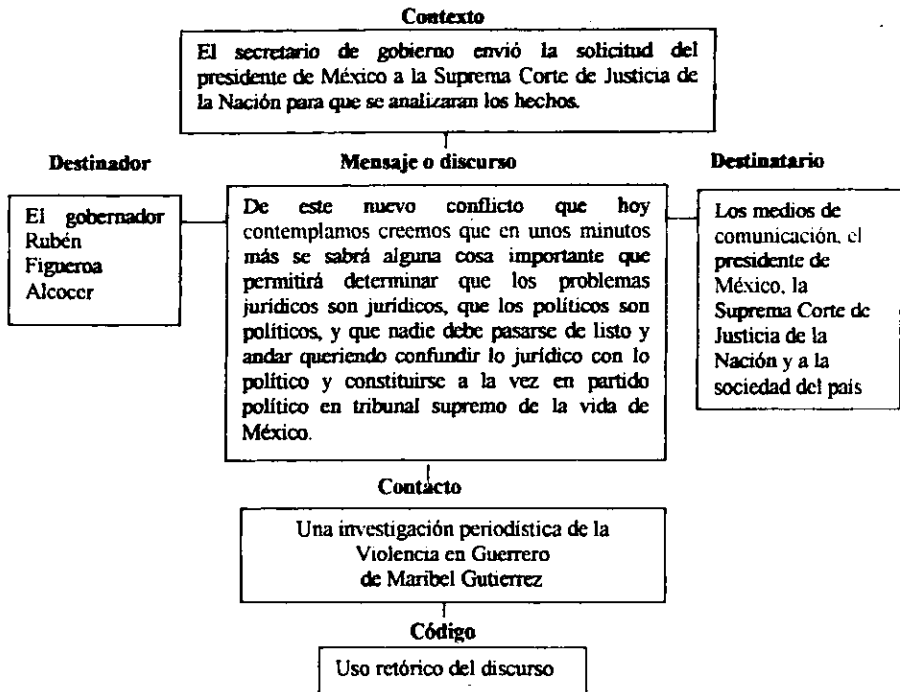 Contexto
El secretario de gobierno envió la solicitud del
presidente de México a la Suprema Corte de Justicia de
la Nación para que se analizaran los hechos.
Destinador
Mensaje o discurso
Destinatario
El gobernador
Rubén
Figueroa
Alcocer
De este nuevo conflicto que hoy
contemplamos creemos que en unos minutos
más se sabrá alguna cosa importante que
permitirá determinar que los problemas
jurídicos son jurídicos, que los políticos son
políticos, y que nadie debe pasarse de listo y
andar queriendo confundir lo jurídico con lo
político y constituirse a la vez en partido
político en tribunal supremo de la vida de
México.
Los medios de
comunicación, el
presidente de
México, la
Suprema Corte de
Justicia de la
Nación y a la
sociedad del pais
Contácto
Una investigación periodística de la
Violencia en Guerrero
de Maribel Gutierrez
Código
Uso retórico del discurso